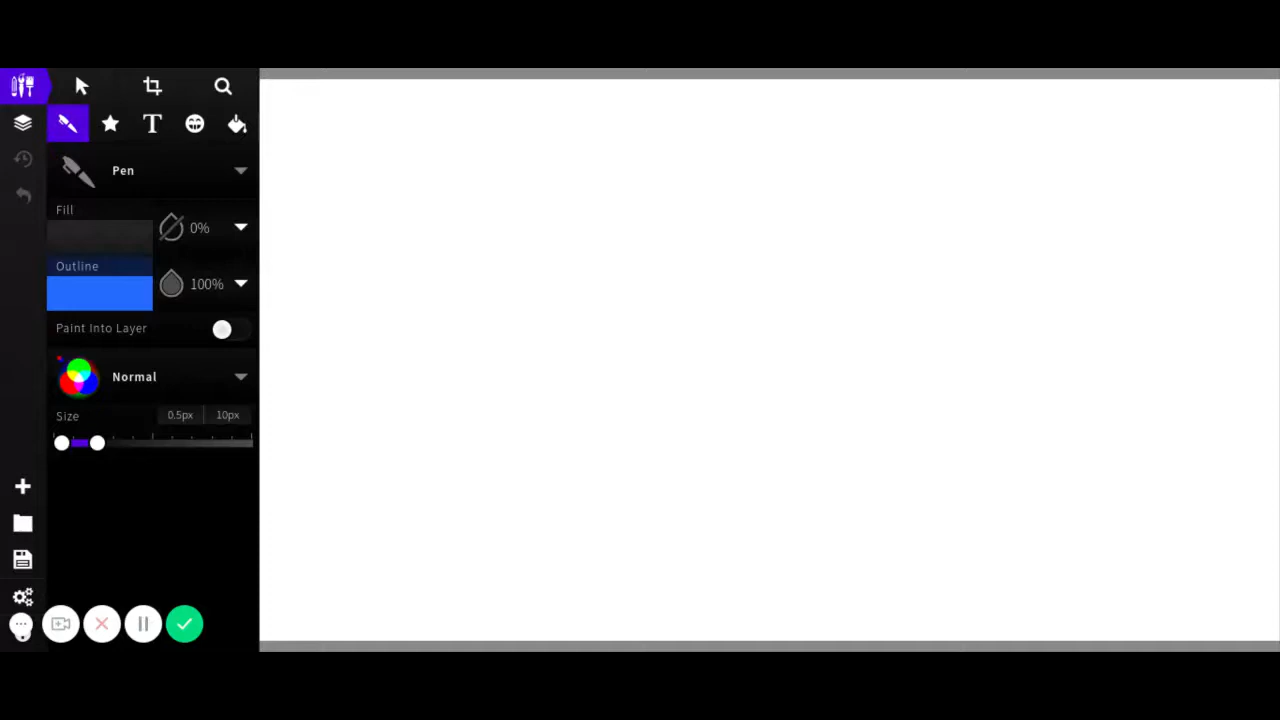 T
Pen
Fill
0%
Outline
100%
Paint Into Layer
Normal
Size 0.5px 10px